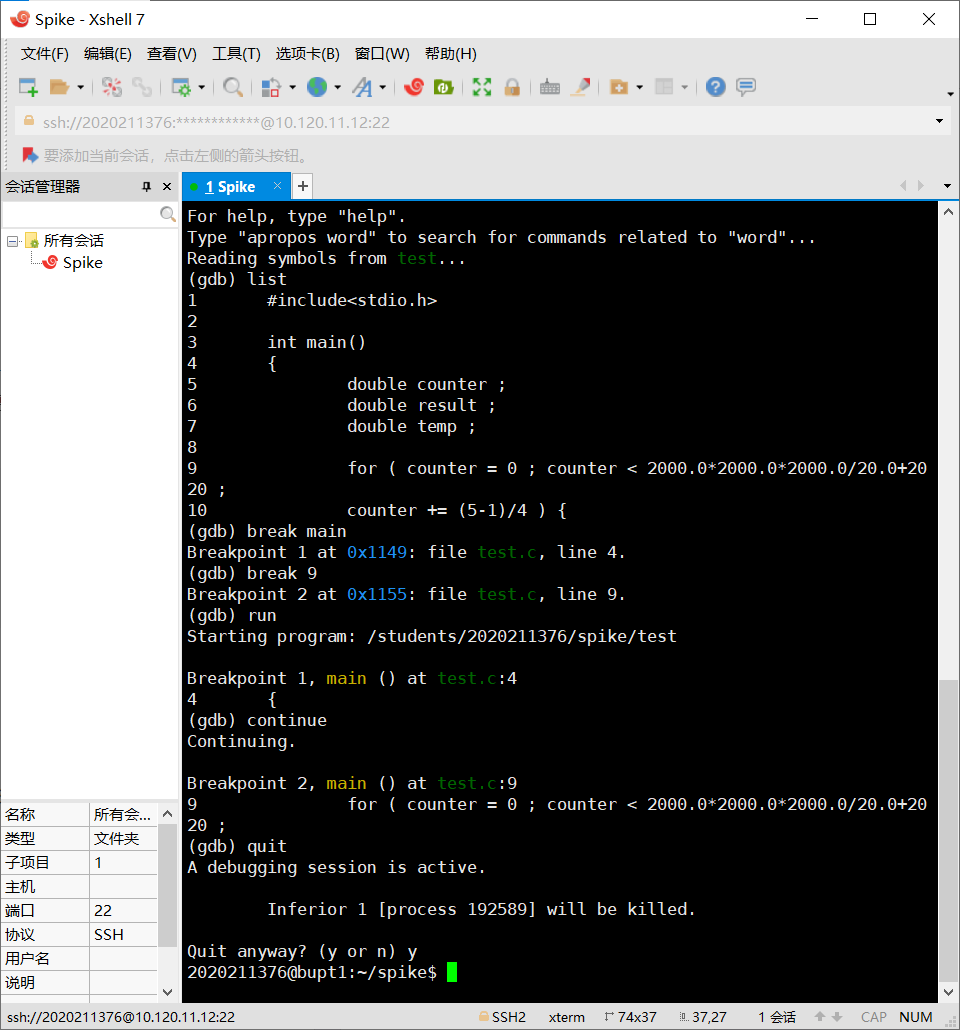 Spike - Xshell 7
文件(F) 编辑(E) 查看(V) 工具(T) 选项卡(B) 窗口(W) 帮助(H)
ssh://2020211376:************@10.120.11.12:22
要添加当前会话，点击左侧的箭头按钮。
会话管理器
所有会话
Spike
名称 所有会...
类型 文件夹
子项目 1
主机
端口 22
协议 SSH
用户名
说明
1 Spike
For help, type "help".
Type "apropos word" to search for commands related to "word"...
Reading symbols from test...
(gdb) list
1 #include<stdio.h>
2
3 int main()
4 {
5 double counter ;
6 double result ;
7 double temp ;
8
9 for ( counter = 0 ; counter < 2000.0*2000.0*2000.0/20.0+20
20 ;
10 counter += (5-1)/4 ) {
(gdb) break main
Breakpoint 1 at 0x1149: file test.c, line 4.
(gdb) break 9
Breakpoint 2 at 0x1155: file test.c, line 9.
(gdb) run
Starting program: /students/2020211376/spike/test
Breakpoint 1, main () at test.c:4
4 {
(gdb) continue
Continuing.
Breakpoint 2, main () at test.c:9
9 for ( counter = 0 ; counter < 2000.0*2000.0*2000.0/20.0+20
20 ;
(gdb) quit
A debugging session is active.
Inferior 1 [process 192589] will be killed.
Quit anyway? (y or n) y
2020211376@bupt1:~/spike$
ssh://2020211376@10.120.11.12:22 SSH2 xterm 74x37 37,27 1 会话 CAP NUM